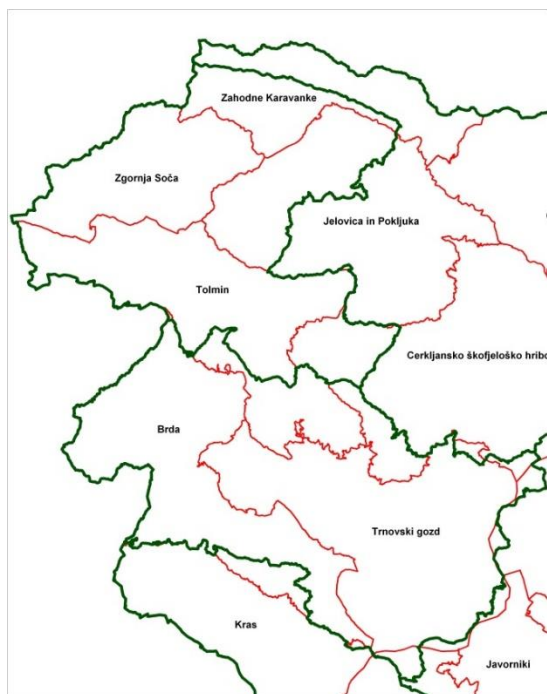 Zahodne Karavanke
Zgornja Soča
Jelovica in Pokljuka
Tolmin
Cerkljansko škofjeloško hribo
Brda
Trnovski gozd
Kras
Javorniki